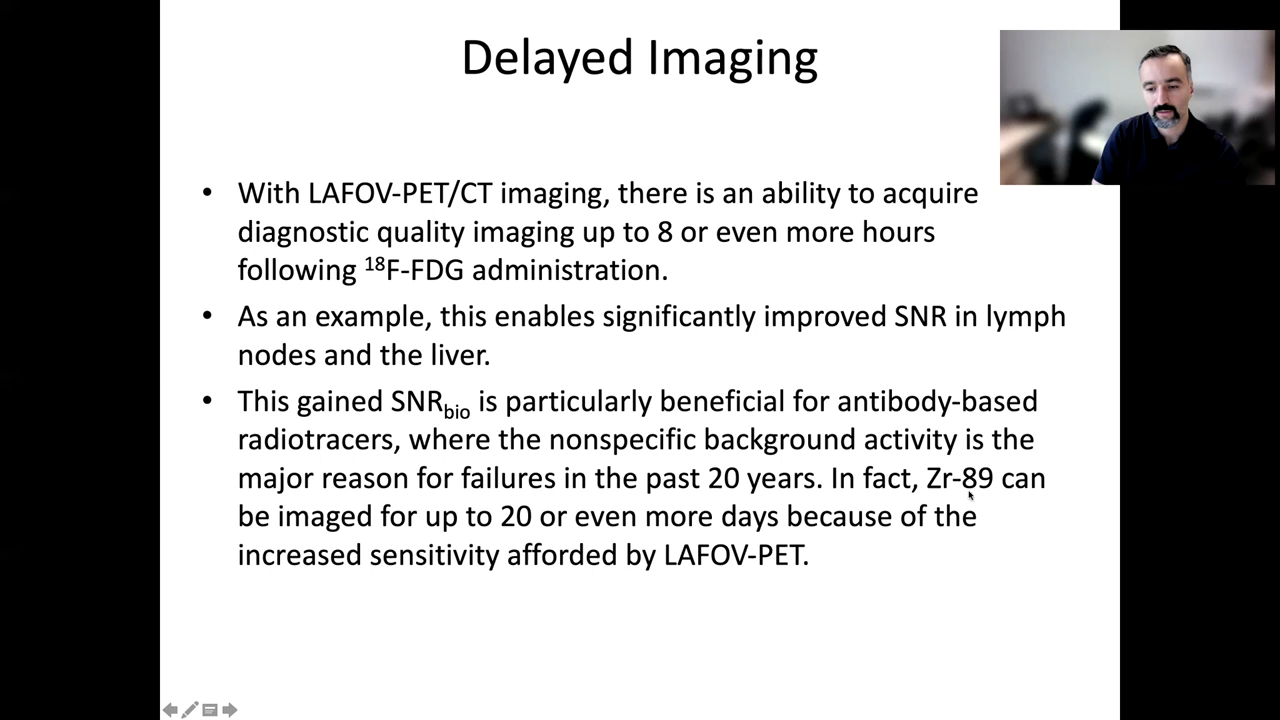 Delayed Imaging
• With LAFOV-PET/CT imaging, there is an ability to acquire
diagnostic quality imaging up to 8 or even more hours
following ¹⁸F-FDG administration.
• As an example, this enables significantly improved SNR in lymph
nodes and the liver.
• This gained SNRbio is particularly beneficial for antibody-based
radiotracers, where the nonspecific background activity is the
major reason for failures in the past 20 years. In fact, Zr-89 can
be imaged for up to 20 or even more days because of the
increased sensitivity afforded by LAFOV-PET.